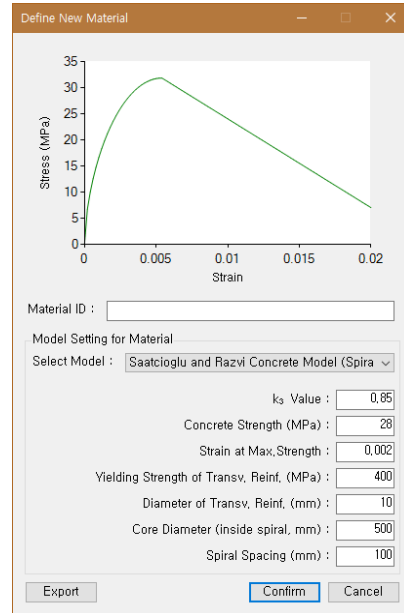 Define New Material
35
30
25
20
15
10
5
0
Stress (MPa)
0 0.005 0.01 0.015 0.02
Strain
Material ID :
Model Setting for Material
Select Model : Saatcioglu and Razvi Concrete Model (Spira
k₃ Value : 0,85
Concrete Strength (MPa) : 28
Strain at Max,Strength : 0,002
Yielding Strength of Transv, Reinf, (MPa) : 400
Diameter of Transv, Reinf, (mm) : 10
Core Diameter (inside spiral, mm) : 500
Spiral Spacing (mm) : 100
Export Confirm Cancel